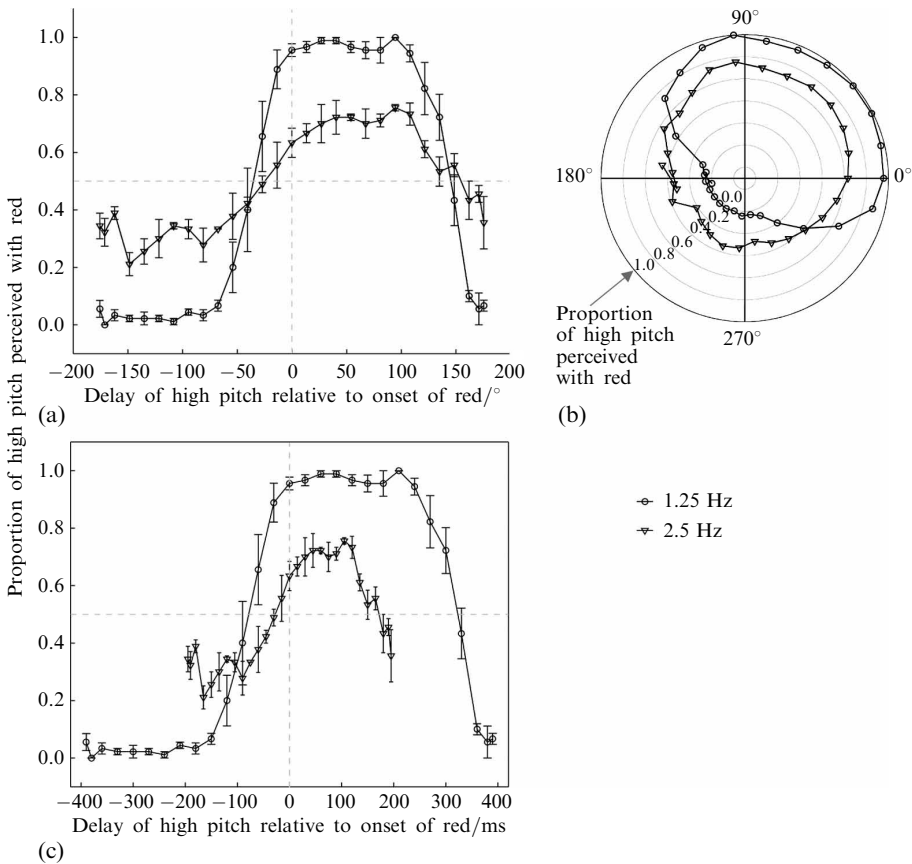 Proportion of high pitch perceived with red
1.0
0.8
0.6
0.4
0.2
0.0
−200 −150 −100 −50 0 50 100 150 200
Delay of high pitch relative to onset of red/°
(a)
90°
180°
0°
270°
0.0
0.2
0.4
0.6
0.8
1.0
Proportion
of high pitch
perceived
with red
(b)
1.0
0.8
0.6
0.4
0.2
0.0
−400 −300 −200 −100 0 100 200 300 400
Delay of high pitch relative to onset of red/ms
(c)
1.25 Hz
2.5 Hz